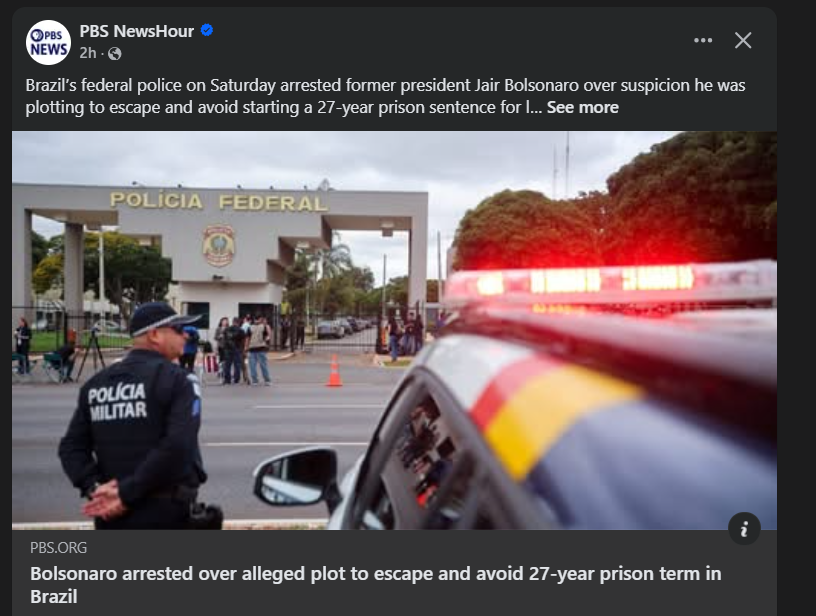 PBS
NEWS
PBS NewsHour
2h ·
Brazil’s federal police on Saturday arrested former president Jair Bolsonaro over suspicion he was
plotting to escape and avoid starting a 27-year prison sentence for l... See more
POLÍCIA FEDERAL
POLÍCIA
MILITAR
PBS.ORG
Bolsonaro arrested over alleged plot to escape and avoid 27-year prison term in
Brazil